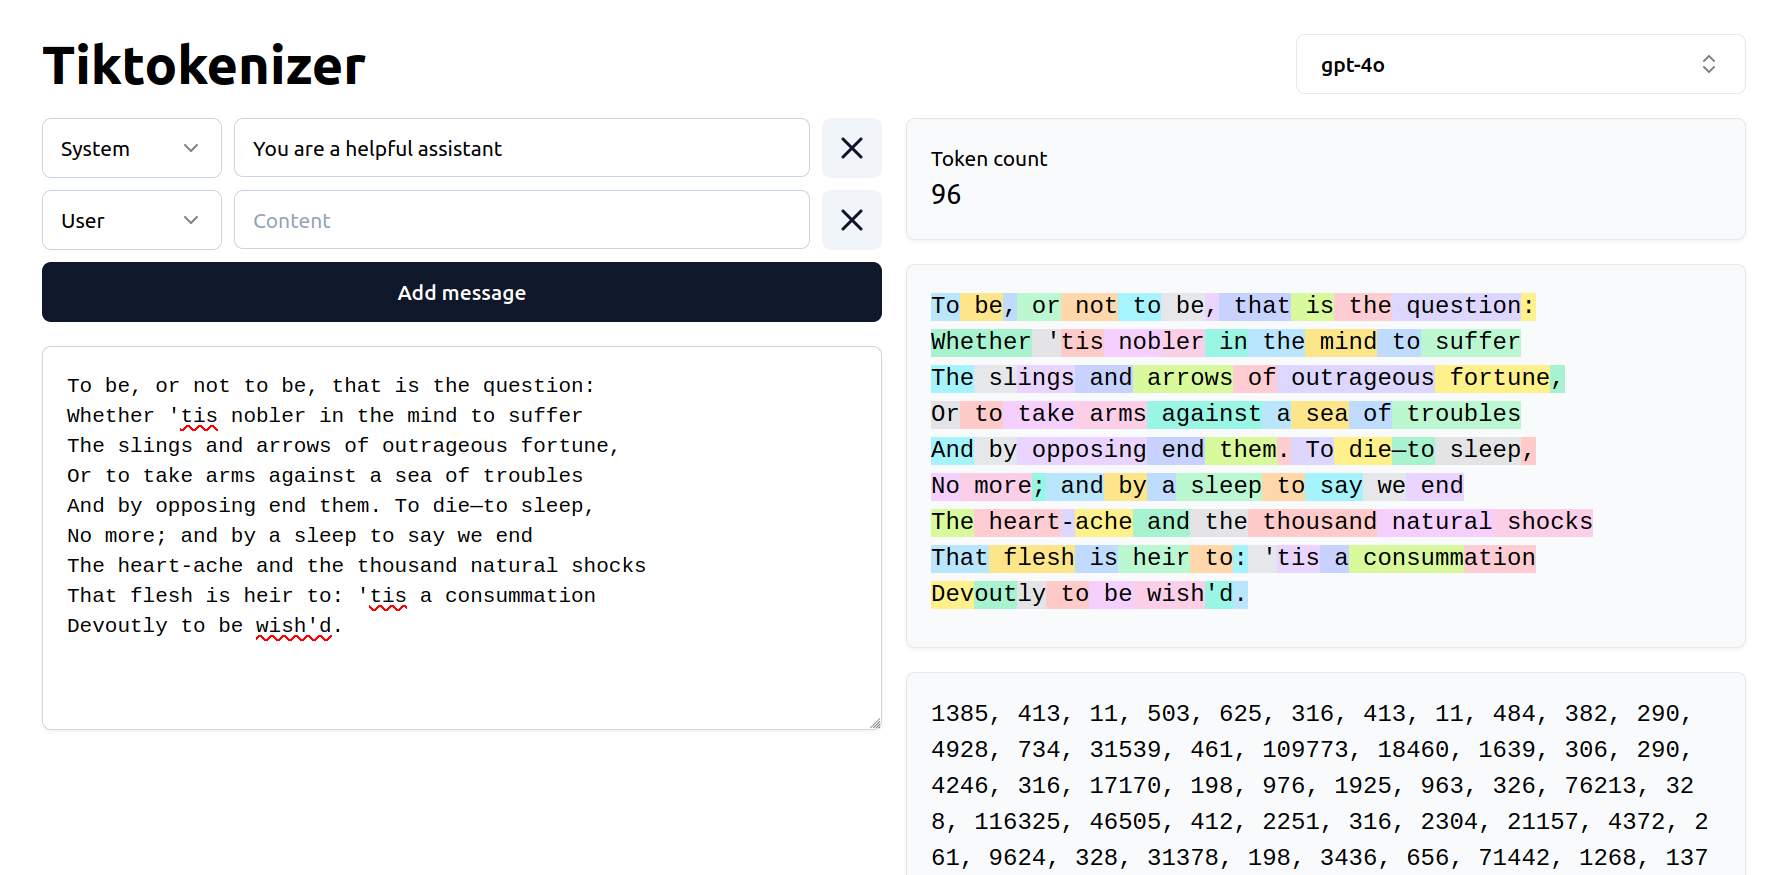 Tiktokenizer
gpt-4o
System
You are a helpful assistant
User
Content
Add message
To be, or not to be, that is the question:
Whether 'tis nobler in the mind to suffer
The slings and arrows of outrageous fortune,
Or to take arms against a sea of troubles
And by opposing end them. To die—to sleep,
No more; and by a sleep to say we end
The heart-ache and the thousand natural shocks
That flesh is heir to: 'tis a consummation
Devoutly to be wish'd.
Token count
96
To be, or not to be, that is the question:
Whether 'tis nobler in the mind to suffer
The slings and arrows of outrageous fortune,
Or to take arms against a sea of troubles
And by opposing end them. To die—to sleep,
No more; and by a sleep to say we end
The heart-ache and the thousand natural shocks
That flesh is heir to: 'tis a consummation
Devoutly to be wish'd.
1385, 413, 11, 503, 625, 316, 413, 11, 484, 382, 290,
4928, 734, 31539, 461, 109773, 18460, 1639, 306, 290,
4246, 316, 17170, 198, 976, 1925, 963, 326, 76213, 32
8, 116325, 46505, 412, 2251, 316, 2304, 21157, 4372, 2
61, 9624, 328, 31378, 198, 3436, 656, 71442, 1268, 137